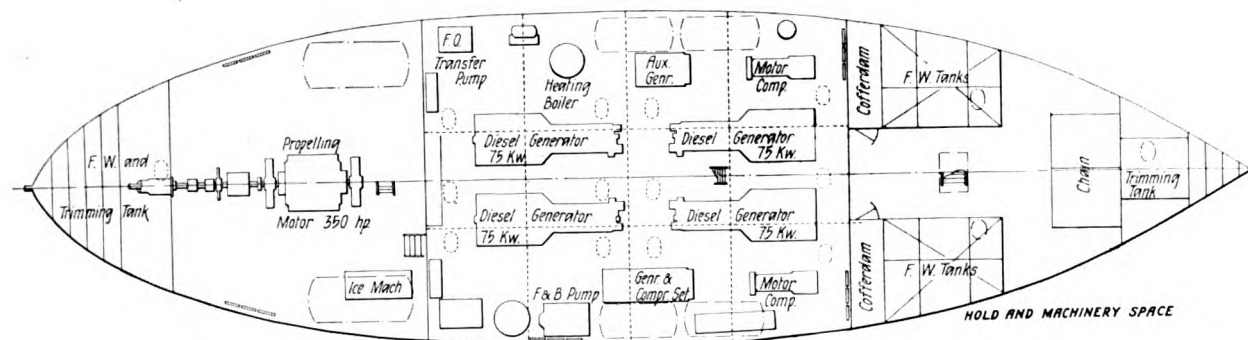 F.O.
Transfer
Pump
Heating
Boiler
Aux.
Genr.
Motor
Comp.
Cofferdam
F. W. Tanks
Propelling
Motor 350 hp.
F. W. and
Trimming Tank
Diesel Generator
75 Kw.
Diesel Generator
75 Kw.
Diesel Generator
75 Kw.
Diesel Generator
75 Kw.
Chain
Trimming
Tank
Ice Mach
F & B Pump
Genr. &
Compr. Set
Motor
Comp.
Cofferdam
F. W. Tanks
HOLD AND MACHINERY SPACE